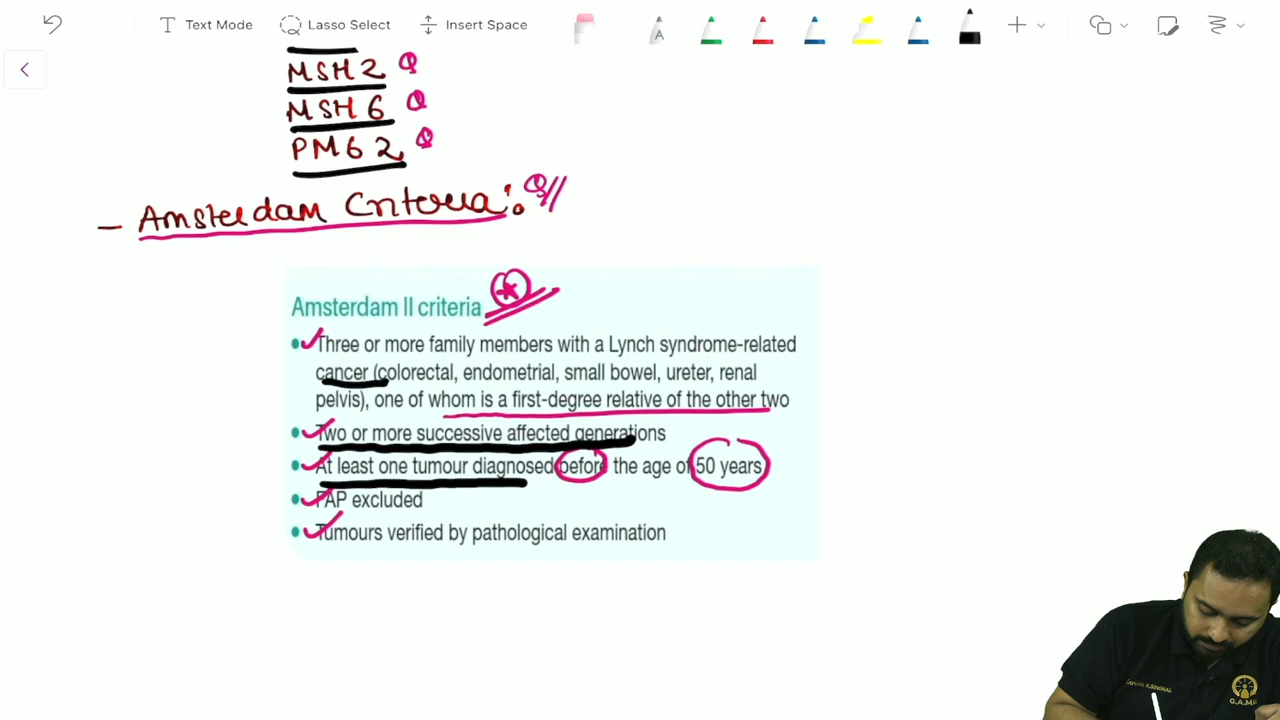 Text Mode Lasso Select Insert Space
MSH 2
MSH 6
PM6 2
- Amsterdam Criteria :
Amsterdam II criteria
• Three or more family members with a Lynch syndrome-related
cancer (colorectal, endometrial, small bowel, ureter, renal
pelvis), one of whom is a first-degree relative of the other two
• Two or more successive affected generations
• At least one tumour diagnosed before the age of 50 years
• FAP excluded
• Tumours verified by pathological examination
G.A.M.E